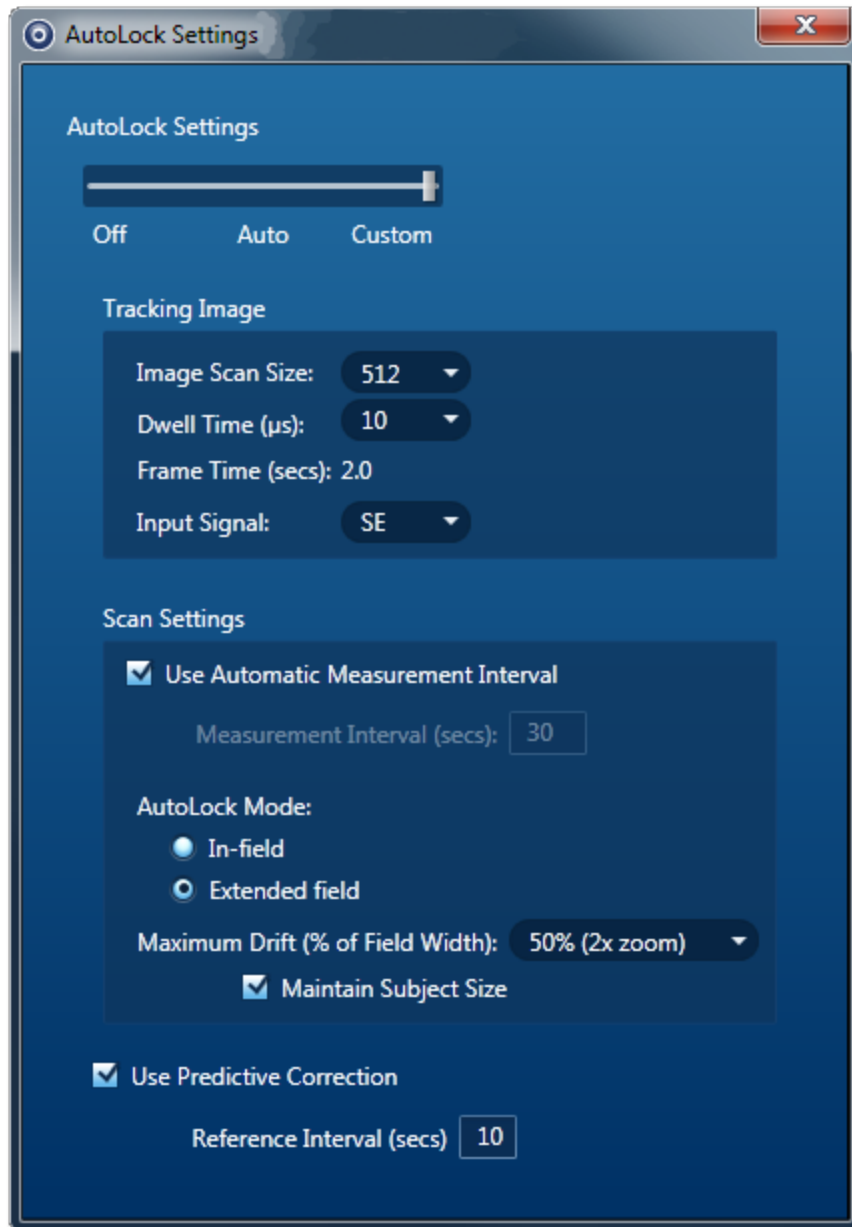 AutoLock Settings
AutoLock Settings
Off Auto Custom
Tracking Image
Image Scan Size: 512
Dwell Time (µs): 10
Frame Time (secs): 2.0
Input Signal: SE
Scan Settings
Use Automatic Measurement Interval
Measurement Interval (secs): 30
AutoLock Mode:
In-field
Extended field
Maximum Drift (% of Field Width): 50% (2x zoom)
Maintain Subject Size
Use Predictive Correction
Reference Interval (secs) 10